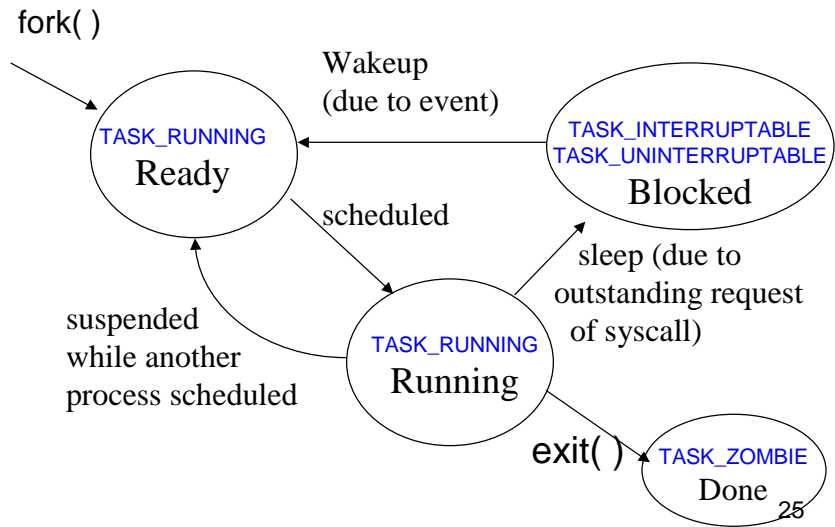 fork( )
Wakeup
(due to event)
TASK_RUNNING
Ready
TASK_INTERRUPTABLE
TASK_UNINTERRUPTABLE
Blocked
scheduled
sleep (due to
outstanding request
of syscall)
suspended
while another
process scheduled
TASK_RUNNING
Running
exit( )
TASK_ZOMBIE
Done
25